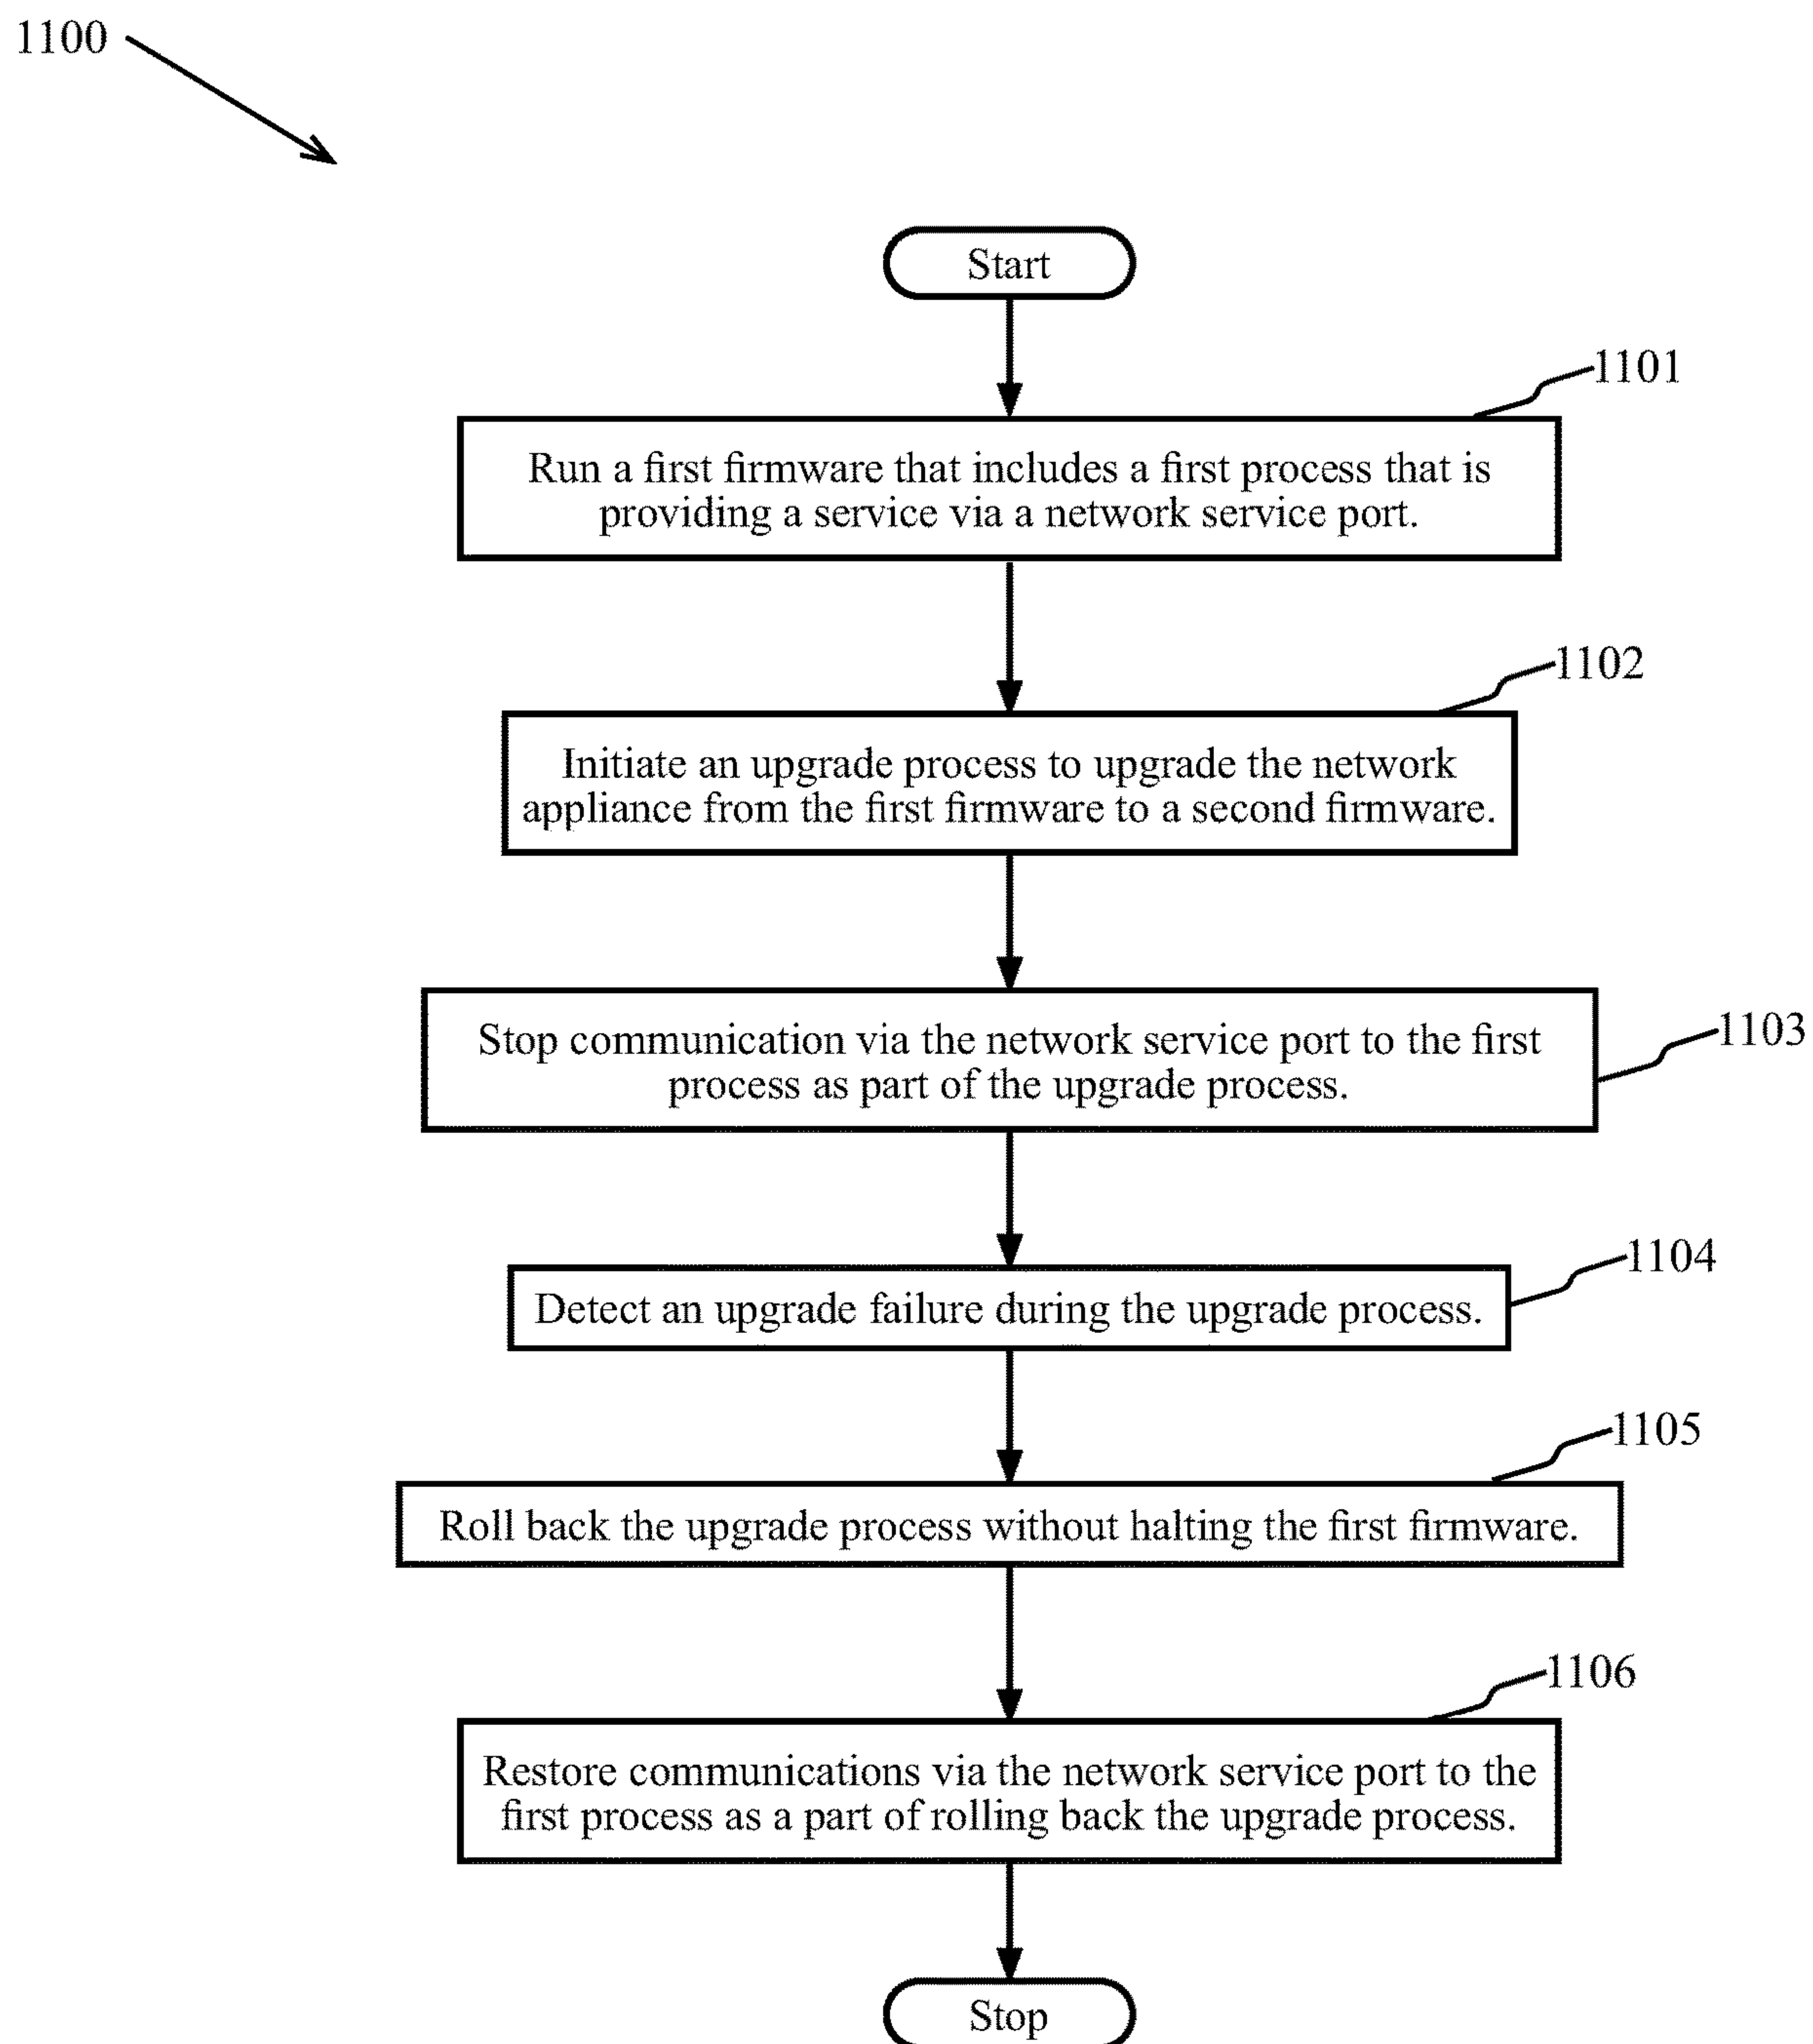 1100
Start
1101
Run a first firmware that includes a first process that is
providing a service via a network service port.
1102
Initiate an upgrade process to upgrade the network
appliance from the first firmware to a second firmware.
1103
Stop communication via the network service port to the first
process as part of the upgrade process.
1104
Detect an upgrade failure during the upgrade process.
1105
Roll back the upgrade process without halting the first firmware.
1106
Restore communications via the network service port to the
first process as a part of rolling back the upgrade process.
Stop